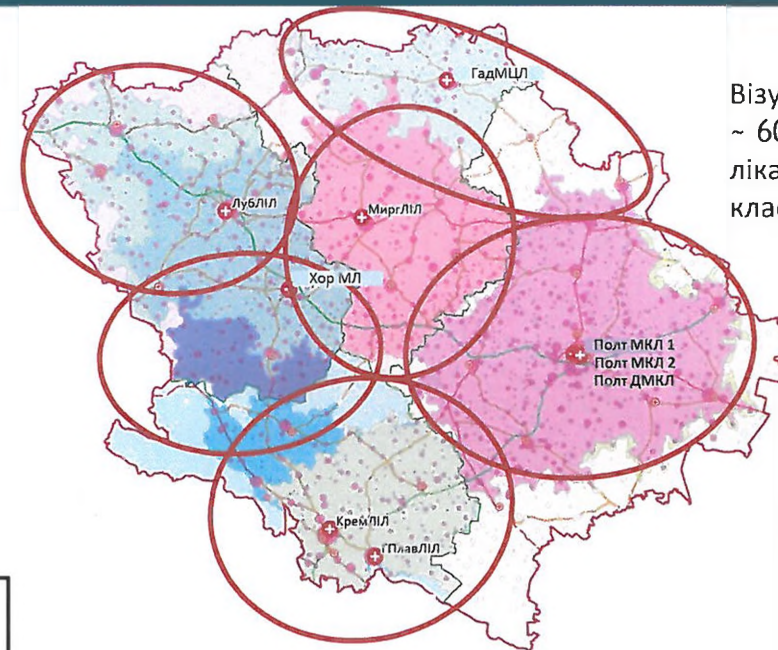 ГадМЦЛ
Візу
~ 60
ліка
клас
ЛубЛІЛ
МиргЛІЛ
Хор МЛ
Полт МКЛ 1
Полт МКЛ 2
Полт ДМКЛ
КремЛІЛ
ГПлавЛІЛ